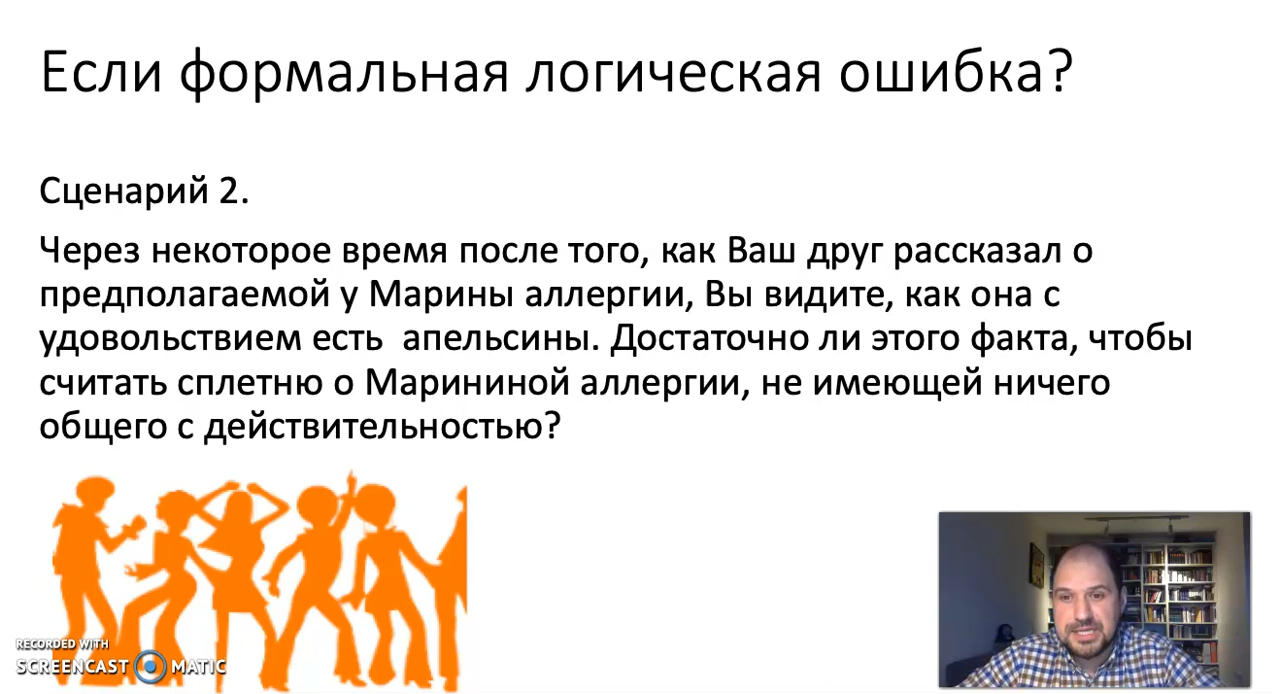 Если формальная логическая ошибка?
Сценарий 2.
Через некоторое время после того, как Ваш друг рассказал о
предполагаемой у Марины аллергии, Вы видите, как она с
удовольствием есть апельсины. Достаточно ли этого факта, чтобы
считать сплетню о Марининой аллергии, не имеющей ничего
общего с действительностью?
RECORDED WITH
SCREENCAST MATIC